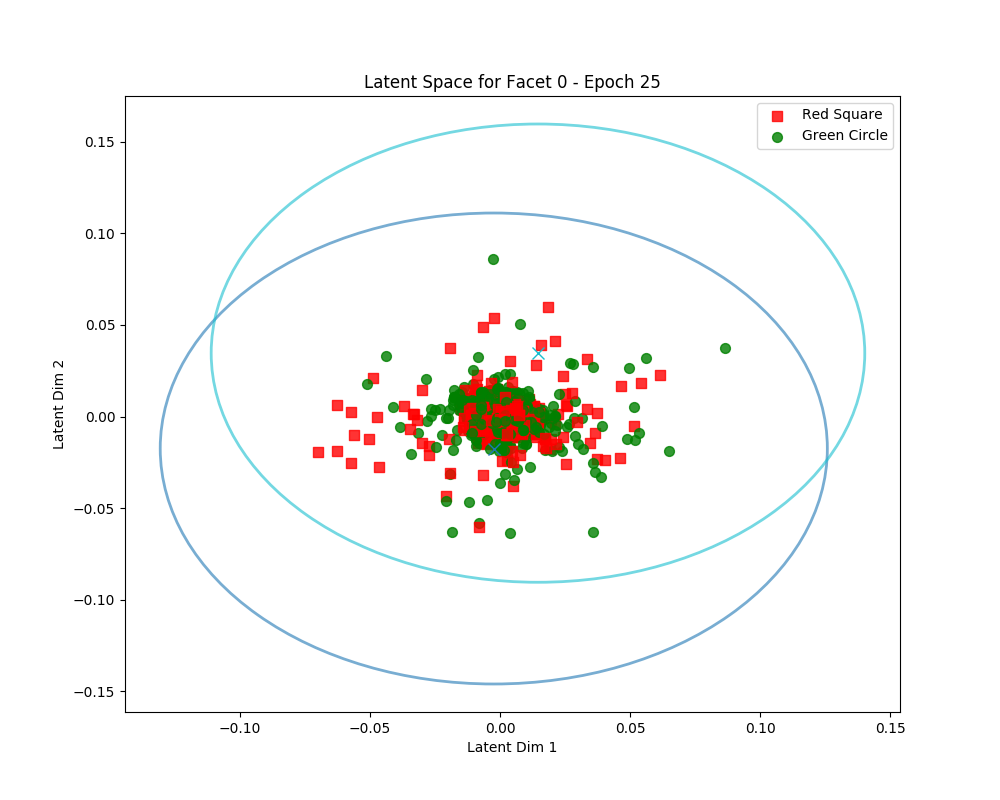 Latent Space for Facet 0 - Epoch 25
Red Square
Green Circle
0.15
0.10
0.05
0.00
−0.05
−0.10
−0.15
Latent Dim 2
−0.10 −0.05 0.00 0.05 0.10 0.15
Latent Dim 1